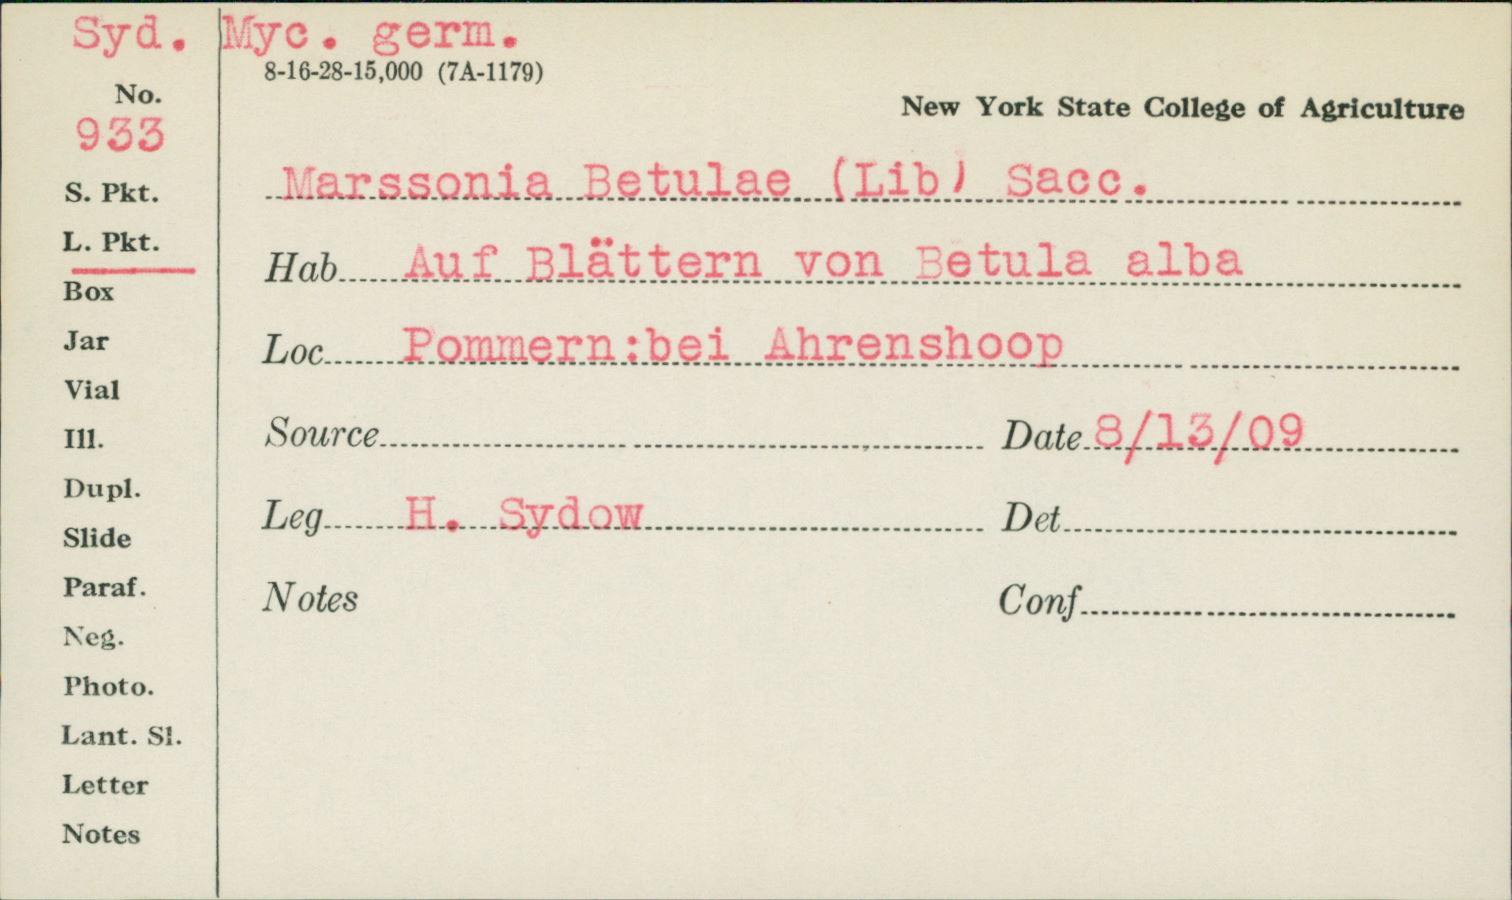 Syd. Myc. germ.
8-16-28-15,000 (7A-1179)
No.
New York State College of Agriculture
933
S. Pkt.
Marssonia Betulae (Lib) Sacc.
L. Pkt.
Hab Auf Blättern von Betula alba
Box
Jar
Loc Pommern:bei Ahrenshoop
Vial
Ill.
Source Date 8/13/09
Dupl.
Leg H. Sydow Det
Slide
Paraf.
Notes Conf
Neg.
Photo.
Lant. Sl.
Letter
Notes